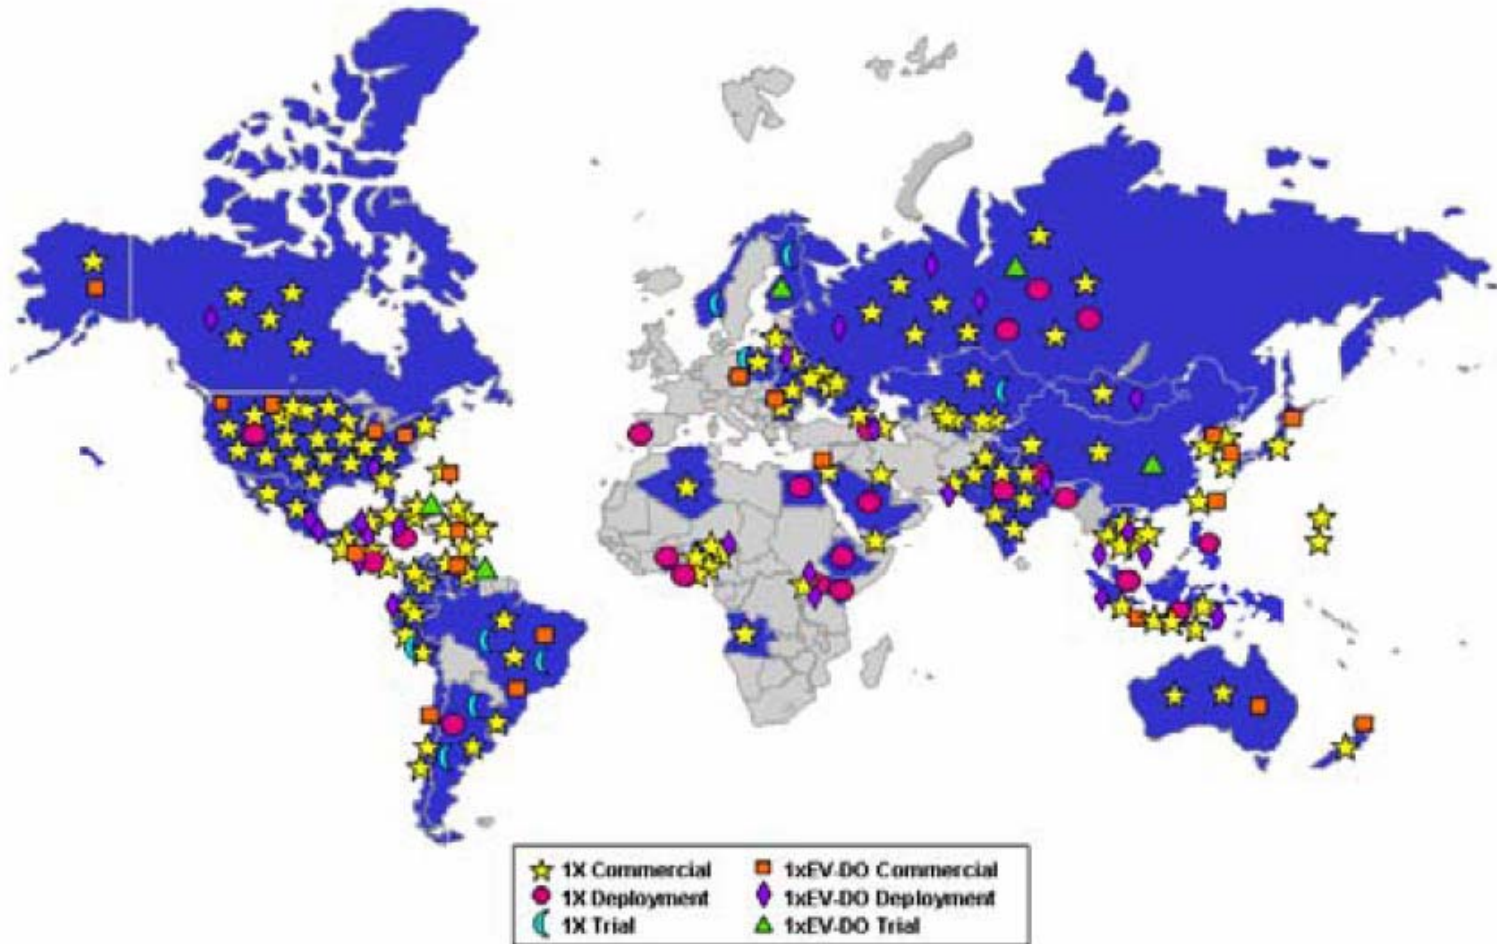 1X Commercial 1xEV-DO Commercial
1X Deployment 1xEV-DO Deployment
1X Trial 1xEV-DO Trial